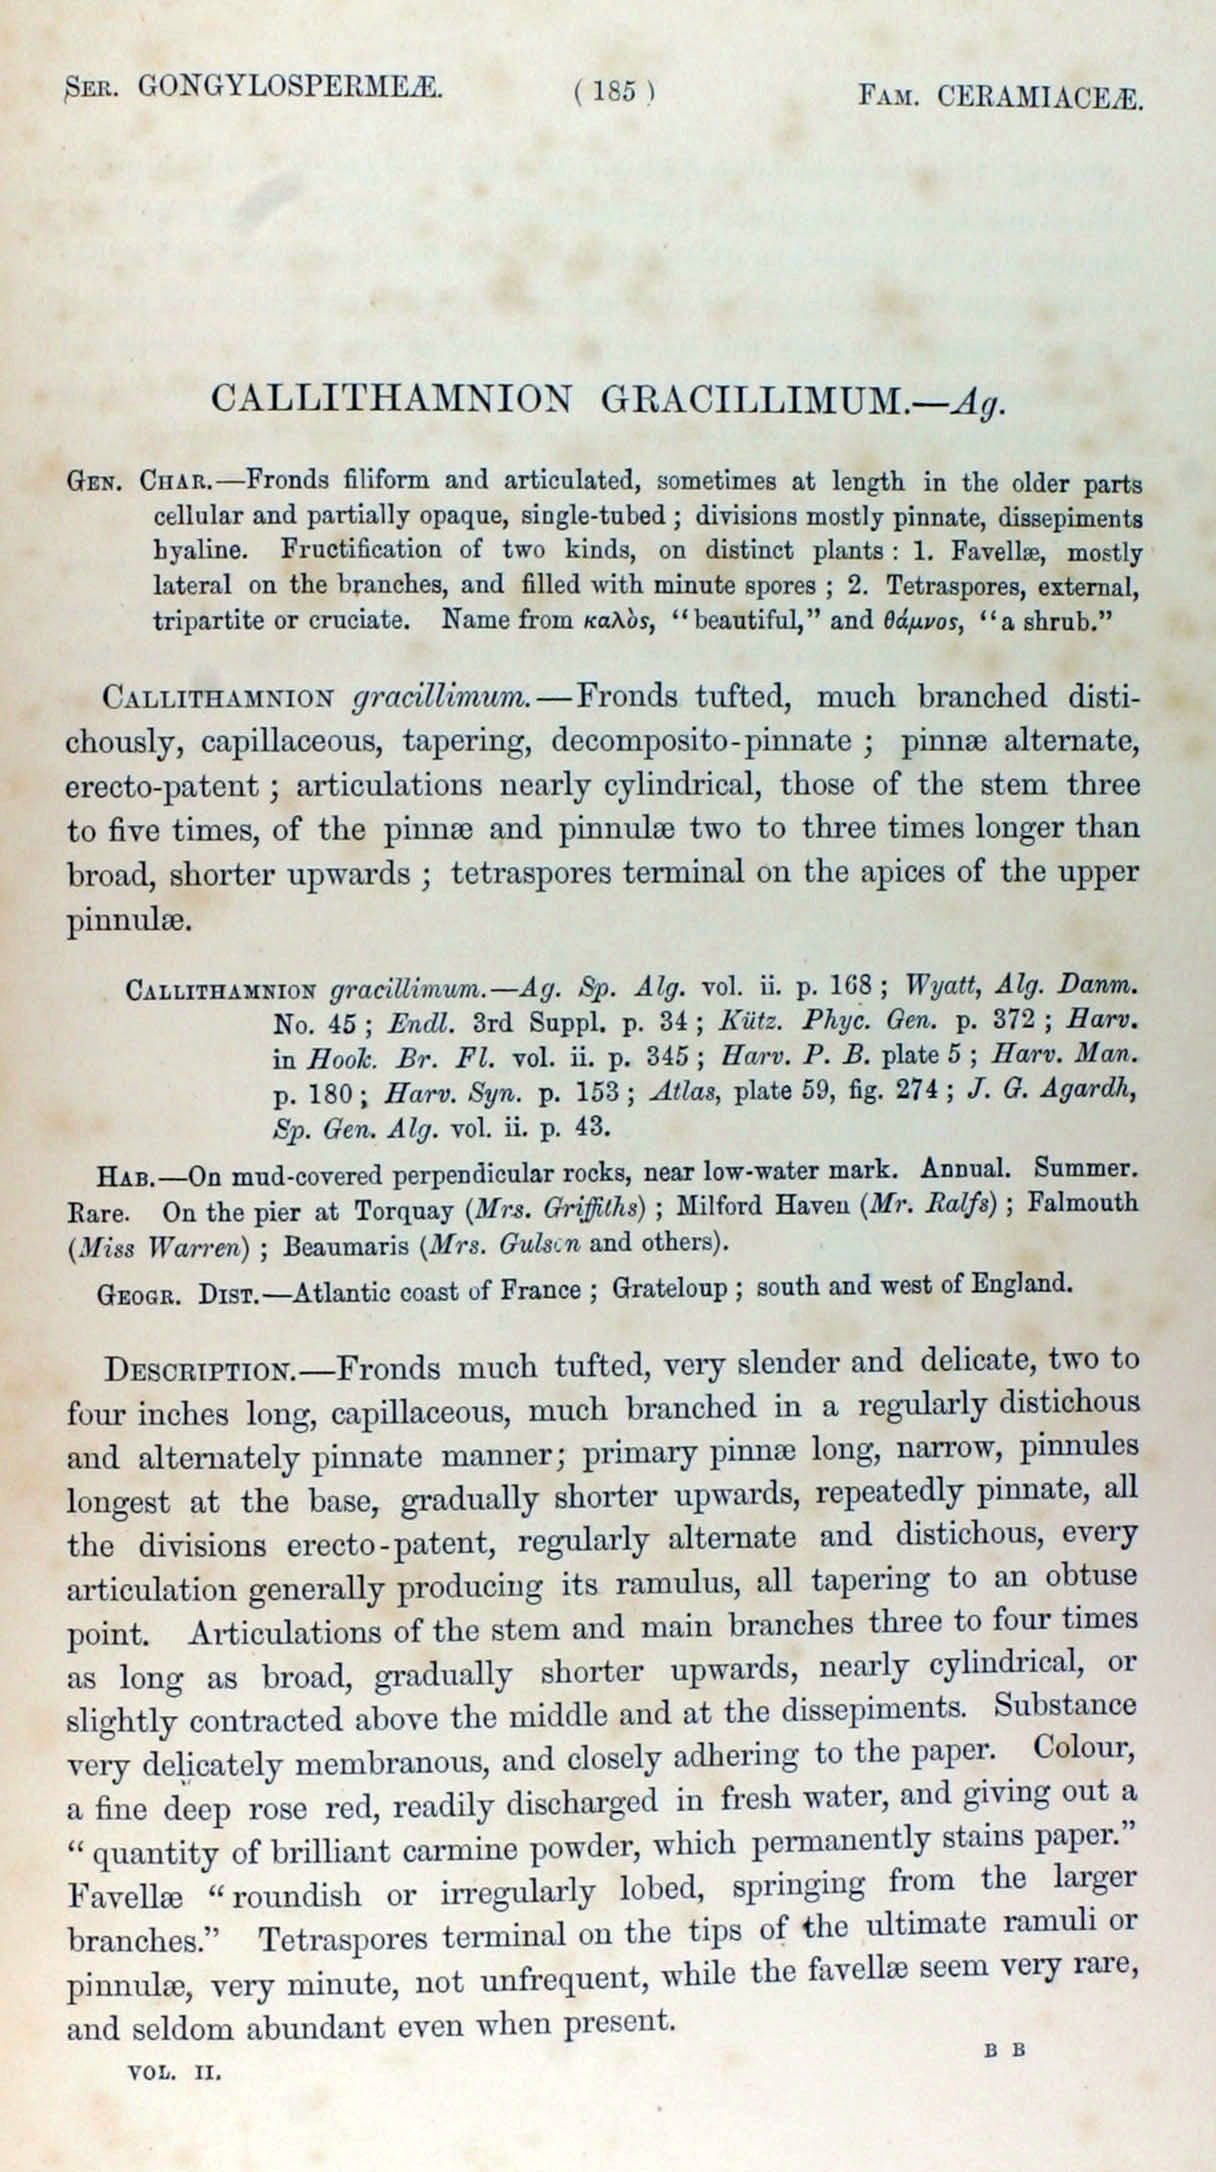 SER. GONGYLOSPERMEÆ. ( 185 ) FAM. CERAMIACEÆ.
CALLITHAMNION GRACILLIMUM.—Ag.
GEN. CHAR.—Fronds filiform and articulated, sometimes at length in the older parts
cellular and partially opaque, single-tubed ; divisions mostly pinnate, dissepiments
hyaline. Fructification of two kinds, on distinct plants : 1. Favellæ, mostly
lateral on the branches, and filled with minute spores ; 2. Tetraspores, external,
tripartite or cruciate. Name from καλὸς, “beautiful,” and θάμνος, “a shrub.”
CALLITHAMNION gracillimum.—Fronds tufted, much branched disti-
chously, capillaceous, tapering, decomposito-pinnate ; pinnæ alternate,
erecto-patent ; articulations nearly cylindrical, those of the stem three
to five times, of the pinnæ and pinnulæ two to three times longer than
broad, shorter upwards ; tetraspores terminal on the apices of the upper
pinnulæ.
CALLITHAMNION gracillimum.—Ag. Sp. Alg. vol. ii. p. 168 ; Wyatt, Alg. Danm.
No. 45 ; Endl. 3rd Suppl. p. 34 ; Kütz. Phyc. Gen. p. 372 ; Harv.
in Hook. Br. Fl. vol. ii. p. 345 ; Harv. P. B. plate 5 ; Harv. Man.
p. 180 ; Harv. Syn. p. 153 ; Atlas, plate 59, fig. 274 ; J. G. Agardh,
Sp. Gen. Alg. vol. ii. p. 43.
HAB.—On mud-covered perpendicular rocks, near low-water mark. Annual. Summer.
Rare. On the pier at Torquay (Mrs. Griffiths) ; Milford Haven (Mr. Ralfs) ; Falmouth
(Miss Warren) ; Beaumaris (Mrs. Gulson and others).
GEOGR. DIST.—Atlantic coast of France ; Grateloup ; south and west of England.
DESCRIPTION.—Fronds much tufted, very slender and delicate, two to
four inches long, capillaceous, much branched in a regularly distichous
and alternately pinnate manner; primary pinnæ long, narrow, pinnules
longest at the base, gradually shorter upwards, repeatedly pinnate, all
the divisions erecto-patent, regularly alternate and distichous, every
articulation generally producing its ramulus, all tapering to an obtuse
point. Articulations of the stem and main branches three to four times
as long as broad, gradually shorter upwards, nearly cylindrical, or
slightly contracted above the middle and at the dissepiments. Substance
very delicately membranous, and closely adhering to the paper. Colour,
a fine deep rose red, readily discharged in fresh water, and giving out a
“quantity of brilliant carmine powder, which permanently stains paper.”
Favellæ “roundish or irregularly lobed, springing from the larger
branches.” Tetraspores terminal on the tips of the ultimate ramuli or
pinnulæ, very minute, not unfrequent, while the favellæ seem very rare,
and seldom abundant even when present.
VOL. II. B B